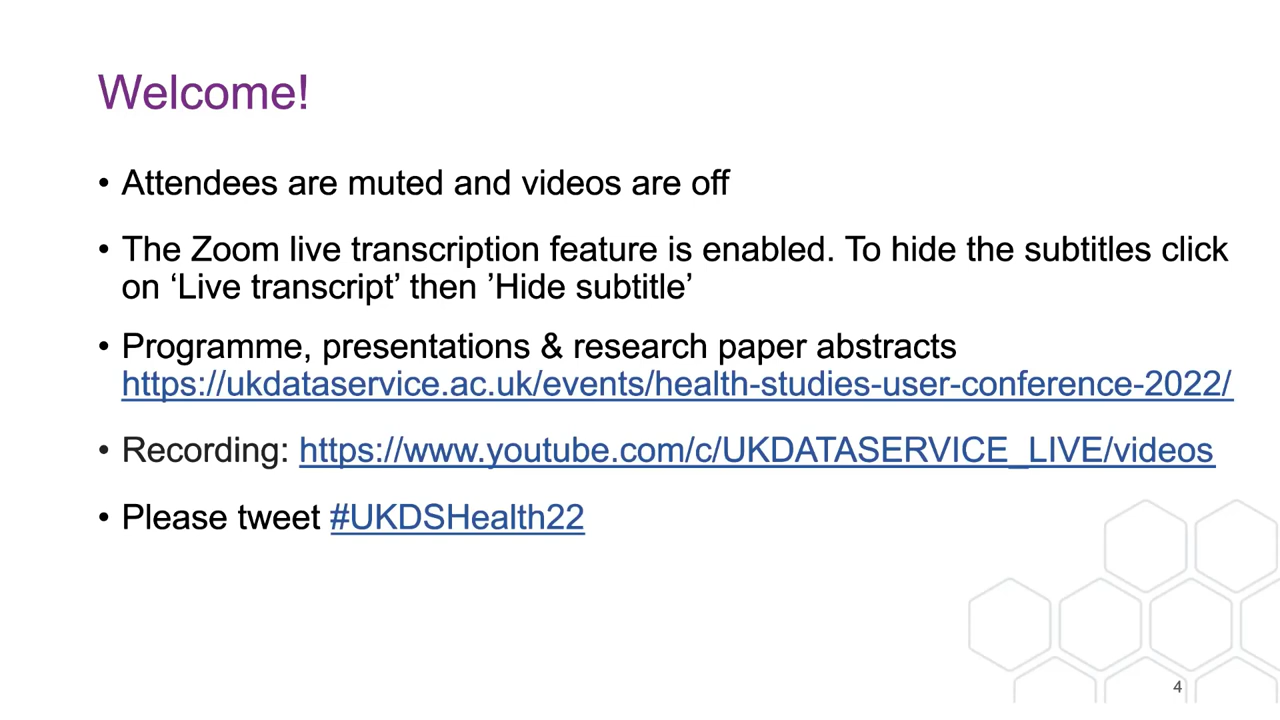 Welcome!
• Attendees are muted and videos are off
• The Zoom live transcription feature is enabled. To hide the subtitles click
on ‘Live transcript’ then ’Hide subtitle’
• Programme, presentations & research paper abstracts
https://ukdataservice.ac.uk/events/health-studies-user-conference-2022/
• Recording: https://www.youtube.com/c/UKDATASERVICE_LIVE/videos
• Please tweet #UKDSHealth22
4